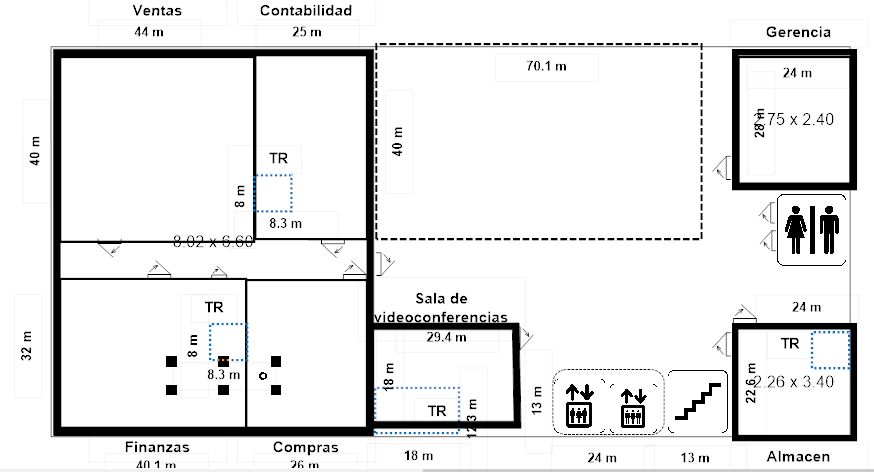 Ventas
44 m
Contabilidad
25 m
Gerencia
24 m
28 m
2.75 x 2.40
70.1 m
40 m
40 m
TR
8 m
8.3 m
8.02 x 6.60
TR
8 m
8.3 m
32 m
Sala de
videoconferencias
29.4 m
18 m
TR
12.3 m
13 m
24 m
TR
22.6 m
2.26 x 3.40
Finanzas
40.1 m
Compras
26 m
18 m
24 m
13 m
Almacen